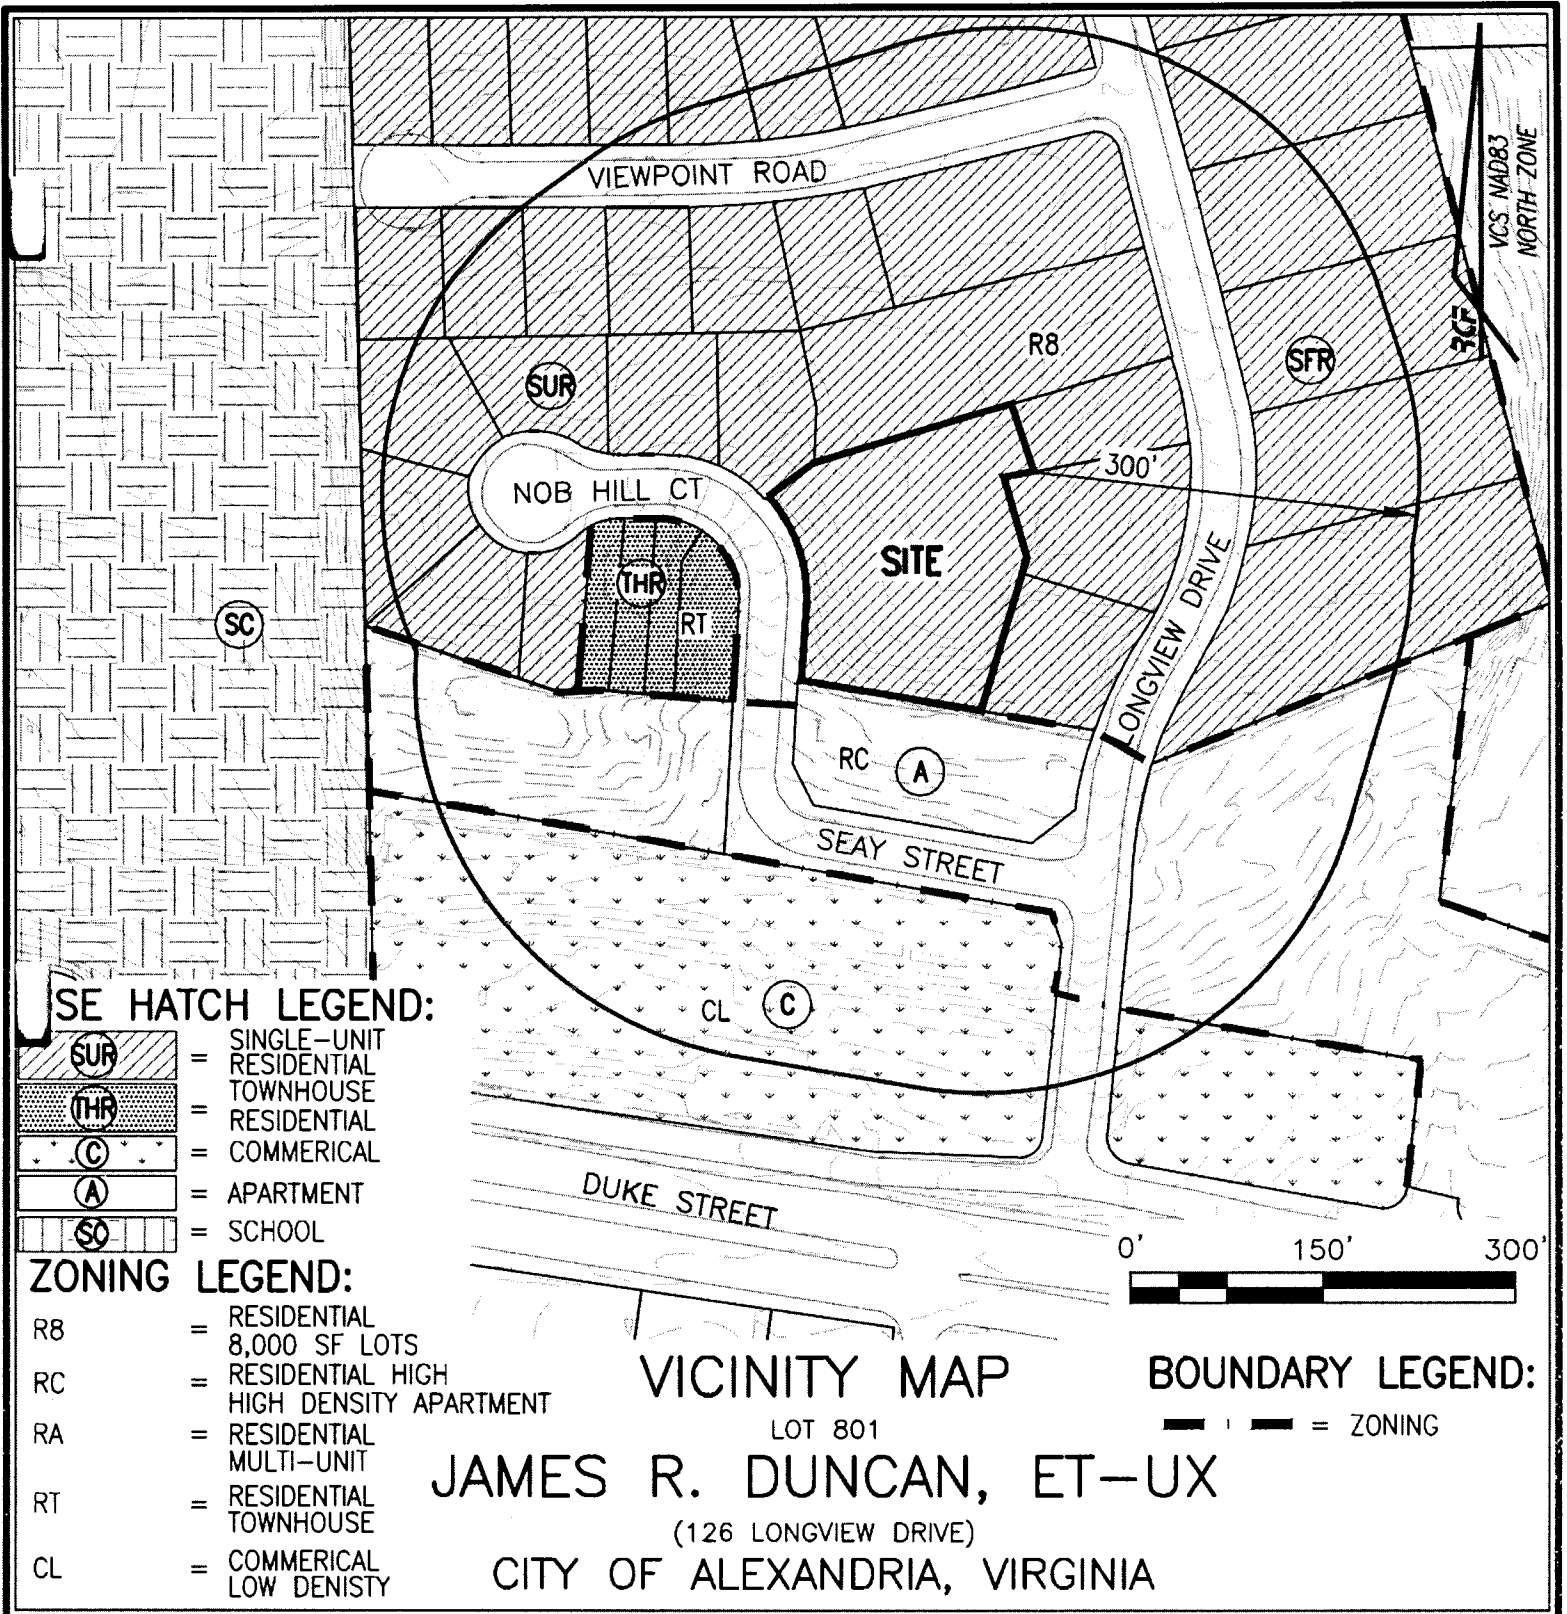 VIEWPOINT ROAD
VCS NAD83
NORTH ZONE
R8
SUR
SFR
300'
NOB HILL CT
SITE
THR
RT
SC
LONGVIEW DRIVE
RC
A
SEAY STREET
CL
C
DUKE STREET
SE HATCH LEGEND:
SUR = SINGLE-UNIT
RESIDENTIAL
THR = TOWNHOUSE
RESIDENTIAL
C = COMMERICAL
A = APARTMENT
SC = SCHOOL
0' 150' 300'
ZONING LEGEND:
R8 = RESIDENTIAL
8,000 SF LOTS
RC = RESIDENTIAL HIGH
HIGH DENSITY APARTMENT
RA = RESIDENTIAL
MULTI-UNIT
RT = RESIDENTIAL
TOWNHOUSE
CL = COMMERICAL
LOW DENISTY
VICINITY MAP
LOT 801
JAMES R. DUNCAN, ET-UX
(126 LONGVIEW DRIVE)
CITY OF ALEXANDRIA, VIRGINIA
BOUNDARY LEGEND:
= ZONING